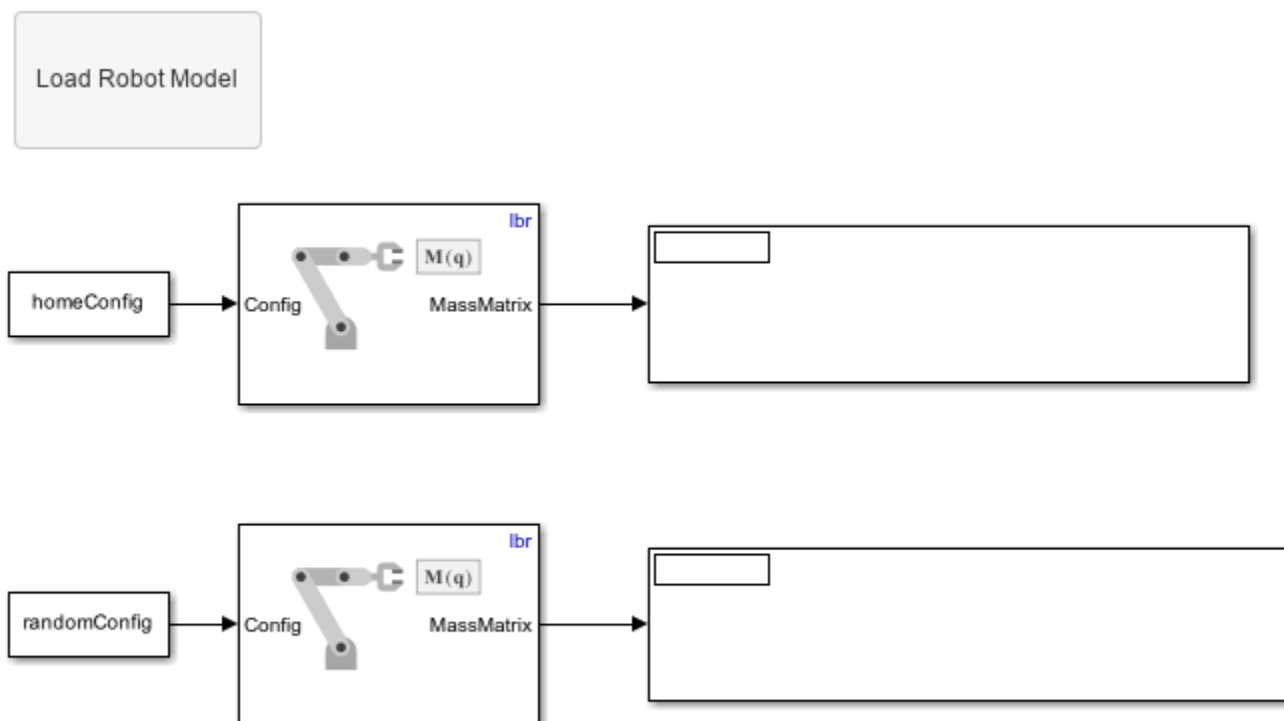 Load Robot Model
lbr
M(q)
homeConfig
Config
MassMatrix
lbr
M(q)
randomConfig
Config
MassMatrix